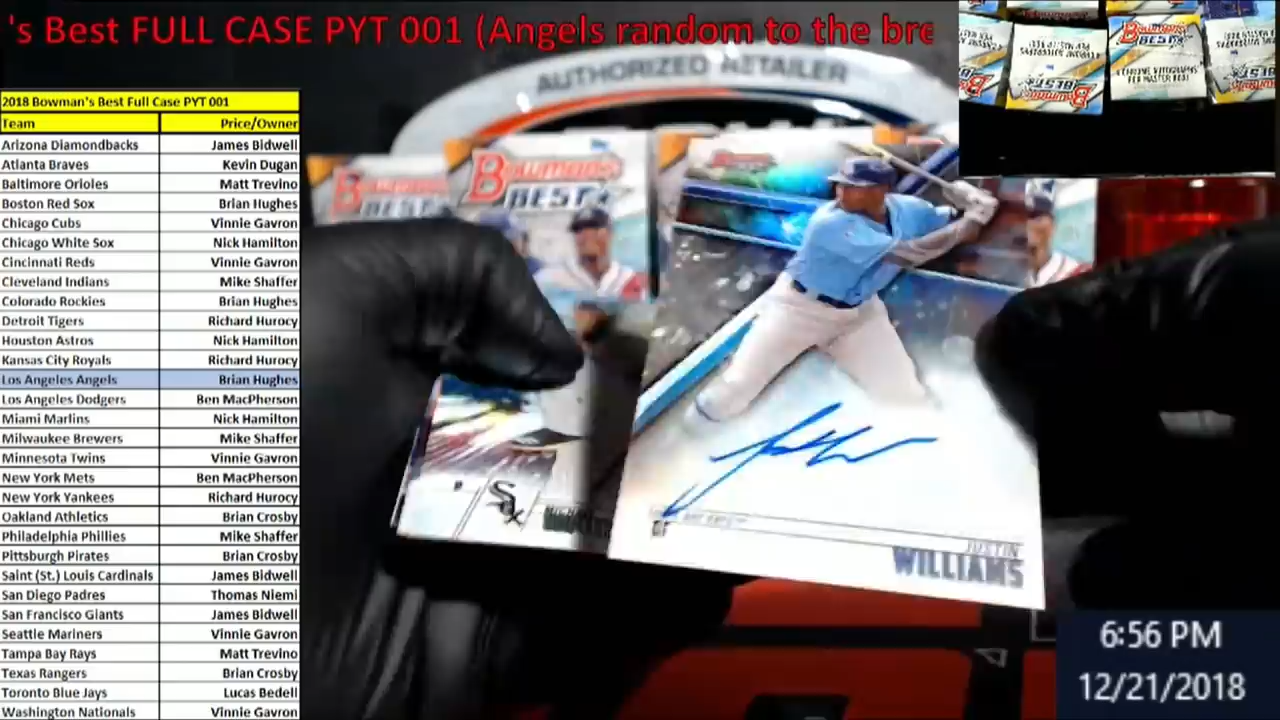 's Best FULL CASE PYT 001 (Angels random to the bre
AUTHORIZED RETAILER
2018 Bowman's Best Full Case PYT 001
Team Price/Owner
Arizona Diamondbacks James Bidwell
Atlanta Braves Kevin Dugan
Baltimore Orioles Matt Trevino
Boston Red Sox Brian Hughes
Chicago Cubs Vinnie Gavron
Chicago White Sox Nick Hamilton
Cincinnati Reds Vinnie Gavron
Cleveland Indians Mike Shaffer
Colorado Rockies Brian Hughes
Detroit Tigers Richard Hurocy
Houston Astros Nick Hamilton
Kansas City Royals Richard Hurocy
Los Angeles Angels Brian Hughes
Los Angeles Dodgers Ben MacPherson
Miami Marlins Nick Hamilton
Milwaukee Brewers Mike Shaffer
Minnesota Twins Vinnie Gavron
New York Mets Ben MacPherson
New York Yankees Richard Hurocy
Oakland Athletics Brian Crosby
Philadelphia Phillies Mike Shaffer
Pittsburgh Pirates Brian Crosby
Saint (St.) Louis Cardinals James Bidwell
San Diego Padres Thomas Niemi
San Francisco Giants James Bidwell
Seattle Mariners Vinnie Gavron
Tampa Bay Rays Matt Trevino
Texas Rangers Brian Crosby
Toronto Blue Jays Lucas Bedell
Washington Nationals Vinnie Gavron
Bowmans
BEST
Bowmans
BEST
Bowmans
BEST
SOX
OF
JUSTIN
WILLIAMS
6:56 PM
12/21/2018